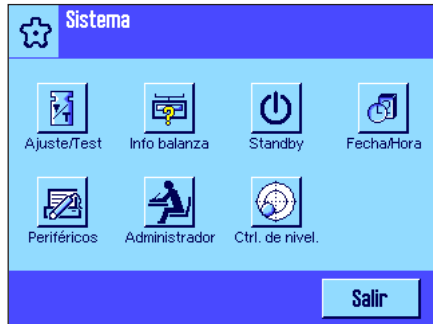 Sistema
Ajuste/Test
Info balanza
Standby
Fecha/Hora
Periféricos
Administrador
Ctrl. de nivel.
Salir